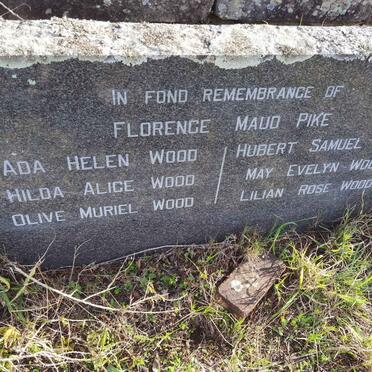 IN FOND REMEMBRANCE OF
FLORENCE MAUD PIKE
ADA HELEN WOOD
HILDA ALICE WOOD
OLIVE MURIEL WOOD
HUBERT SAMUEL
MAY EVELYN
LILIAN ROSE WOOD